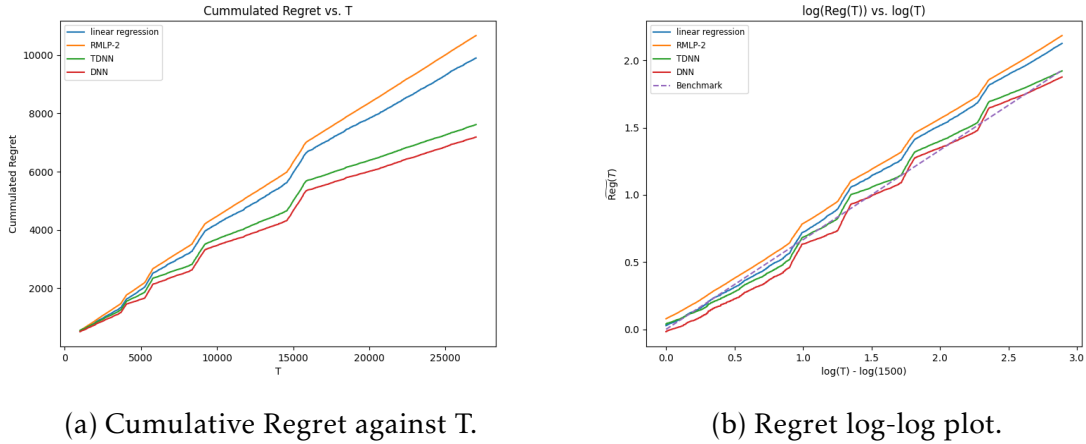 Cummulated Regret vs. T
linear regression
RMLP-2
TDNN
DNN
Cummulated Regret
10000
8000
6000
4000
2000
0
5000
10000
15000
20000
25000
T
(a) Cumulative Regret against T.
log(Reg(T)) vs. log(T)
linear regression
RMLP-2
TDNN
DNN
Benchmark
R̃eg(T)
2.0
1.5
1.0
0.5
0.0
0.0
0.5
1.0
1.5
2.0
2.5
3.0
log(T) - log(1500)
(b) Regret log-log plot.